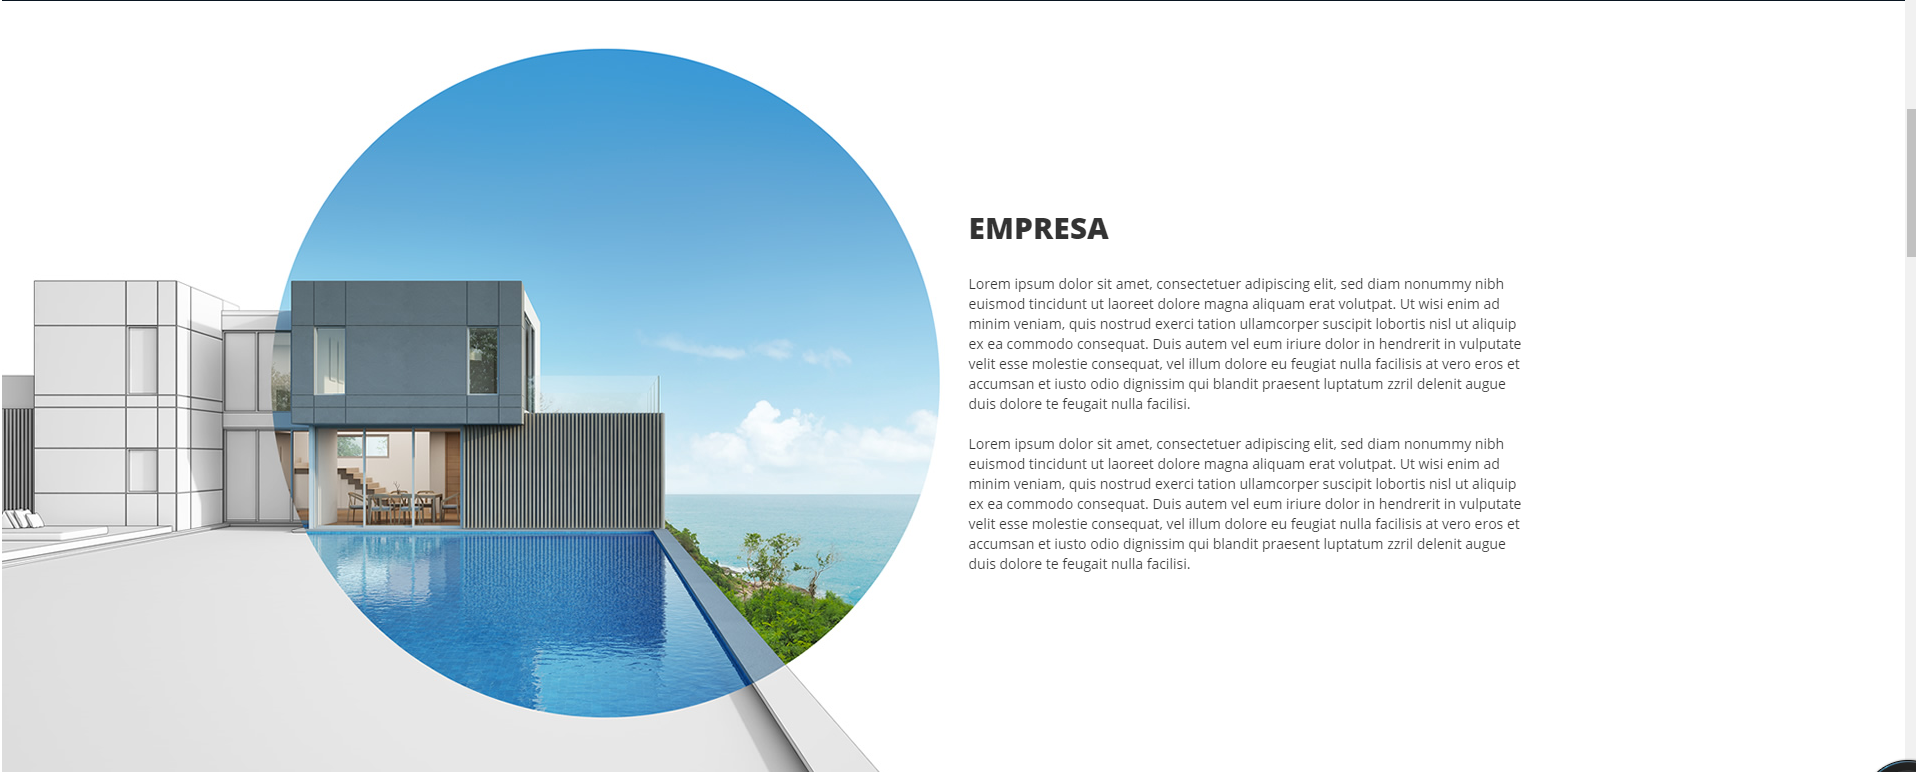 EMPRESA
Lorem ipsum dolor sit amet, consectetuer adipiscing elit, sed diam nonummy nibh
euismod tincidunt ut laoreet dolore magna aliquam erat volutpat. Ut wisi enim ad
minim veniam, quis nostrud exerci tation ullamcorper suscipit lobortis nisl ut aliquip
ex ea commodo consequat. Duis autem vel eum iriure dolor in hendrerit in vulputate
velit esse molestie consequat, vel illum dolore eu feugiat nulla facilisis at vero eros et
accumsan et iusto odio dignissim qui blandit praesent luptatum zzril delenit augue
duis dolore te feugait nulla facilisi.
Lorem ipsum dolor sit amet, consectetuer adipiscing elit, sed diam nonummy nibh
euismod tincidunt ut laoreet dolore magna aliquam erat volutpat. Ut wisi enim ad
minim veniam, quis nostrud exerci tation ullamcorper suscipit lobortis nisl ut aliquip
ex ea commodo consequat. Duis autem vel eum iriure dolor in hendrerit in vulputate
velit esse molestie consequat, vel illum dolore eu feugiat nulla facilisis at vero eros et
accumsan et iusto odio dignissim qui blandit praesent luptatum zzril delenit augue
duis dolore te feugait nulla facilisi.